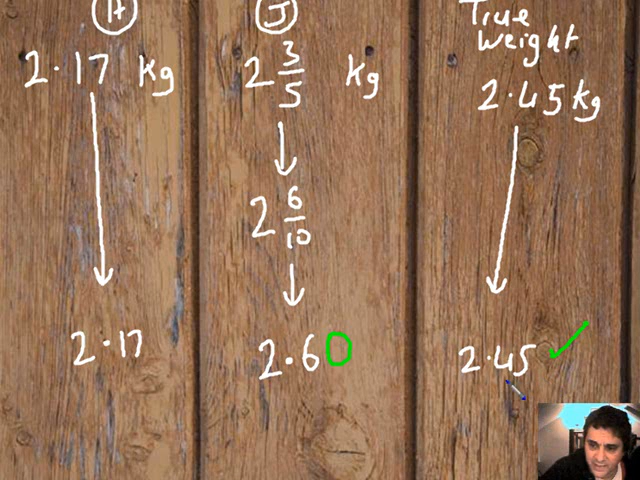 H
2.17 Kg
2.17
J
2 3/5 Kg
2 6/10
2.60
True
Weight
2.45 Kg
2.45